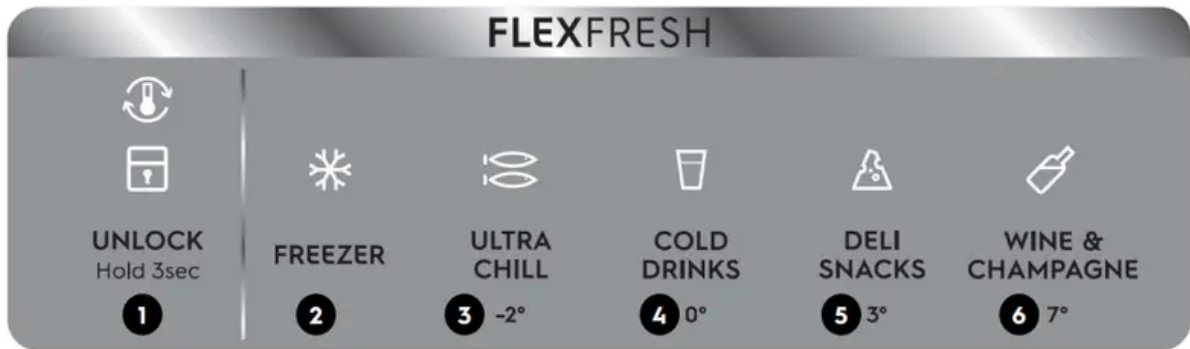 FLEXFRESH
UNLOCK
Hold 3sec
1
FREEZER
2
ULTRA
CHILL
3 -2°
COLD
DRINKS
4 0°
DELI
SNACKS
5 3°
WINE &
CHAMPAGNE
6 7°